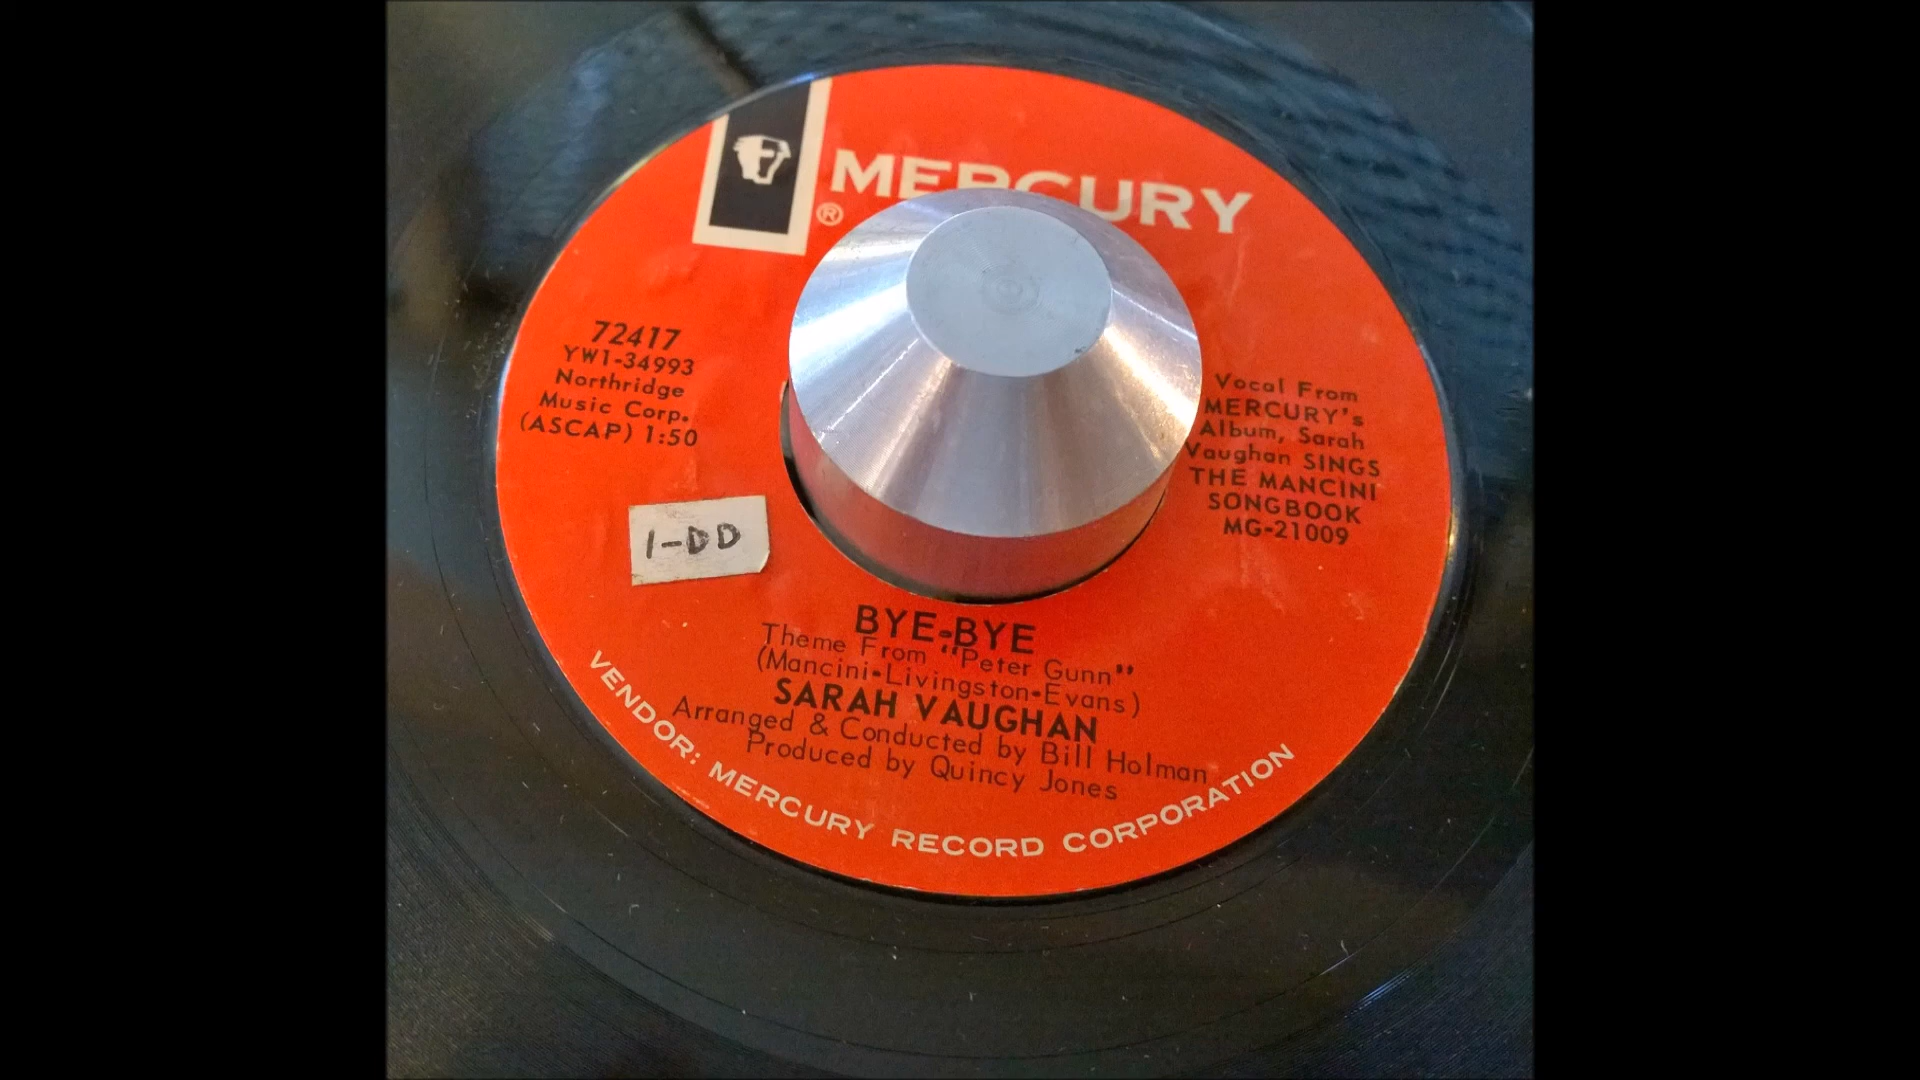 MERCURY
®
72417
YW1-34993
Northridge
Music Corp.
(ASCAP) 1:50
Vocal From
MERCURY's
Album, Sarah
Vaughan SINGS
THE MANCINI
SONGBOOK
MG-21009
1-DD
BYE-BYE
Theme From "Peter Gunn"
(Mancini-Livingston-Evans)
SARAH VAUGHAN
Arranged & Conducted by Bill Holman
Produced by Quincy Jones
VENDOR: MERCURY RECORD CORPORATION